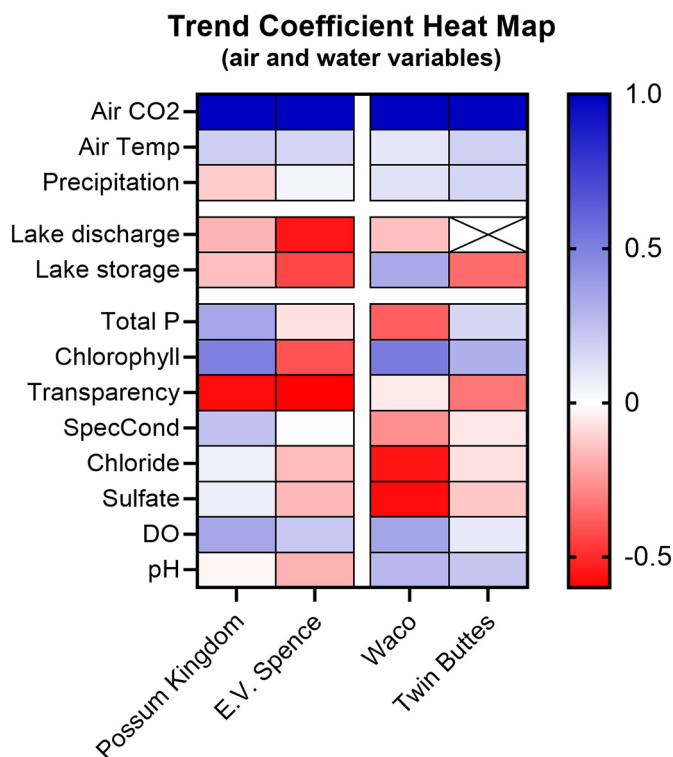 Trend Coefficient Heat Map
(air and water variables)
Air CO2
Air Temp
Precipitation
Lake discharge
Lake storage
Total P
Chlorophyll
Transparency
SpecCond
Chloride
Sulfate
DO
pH
Possum Kingdom
E.V. Spence
Waco
Twin Buttes
1.0
0.5
0
-0.5